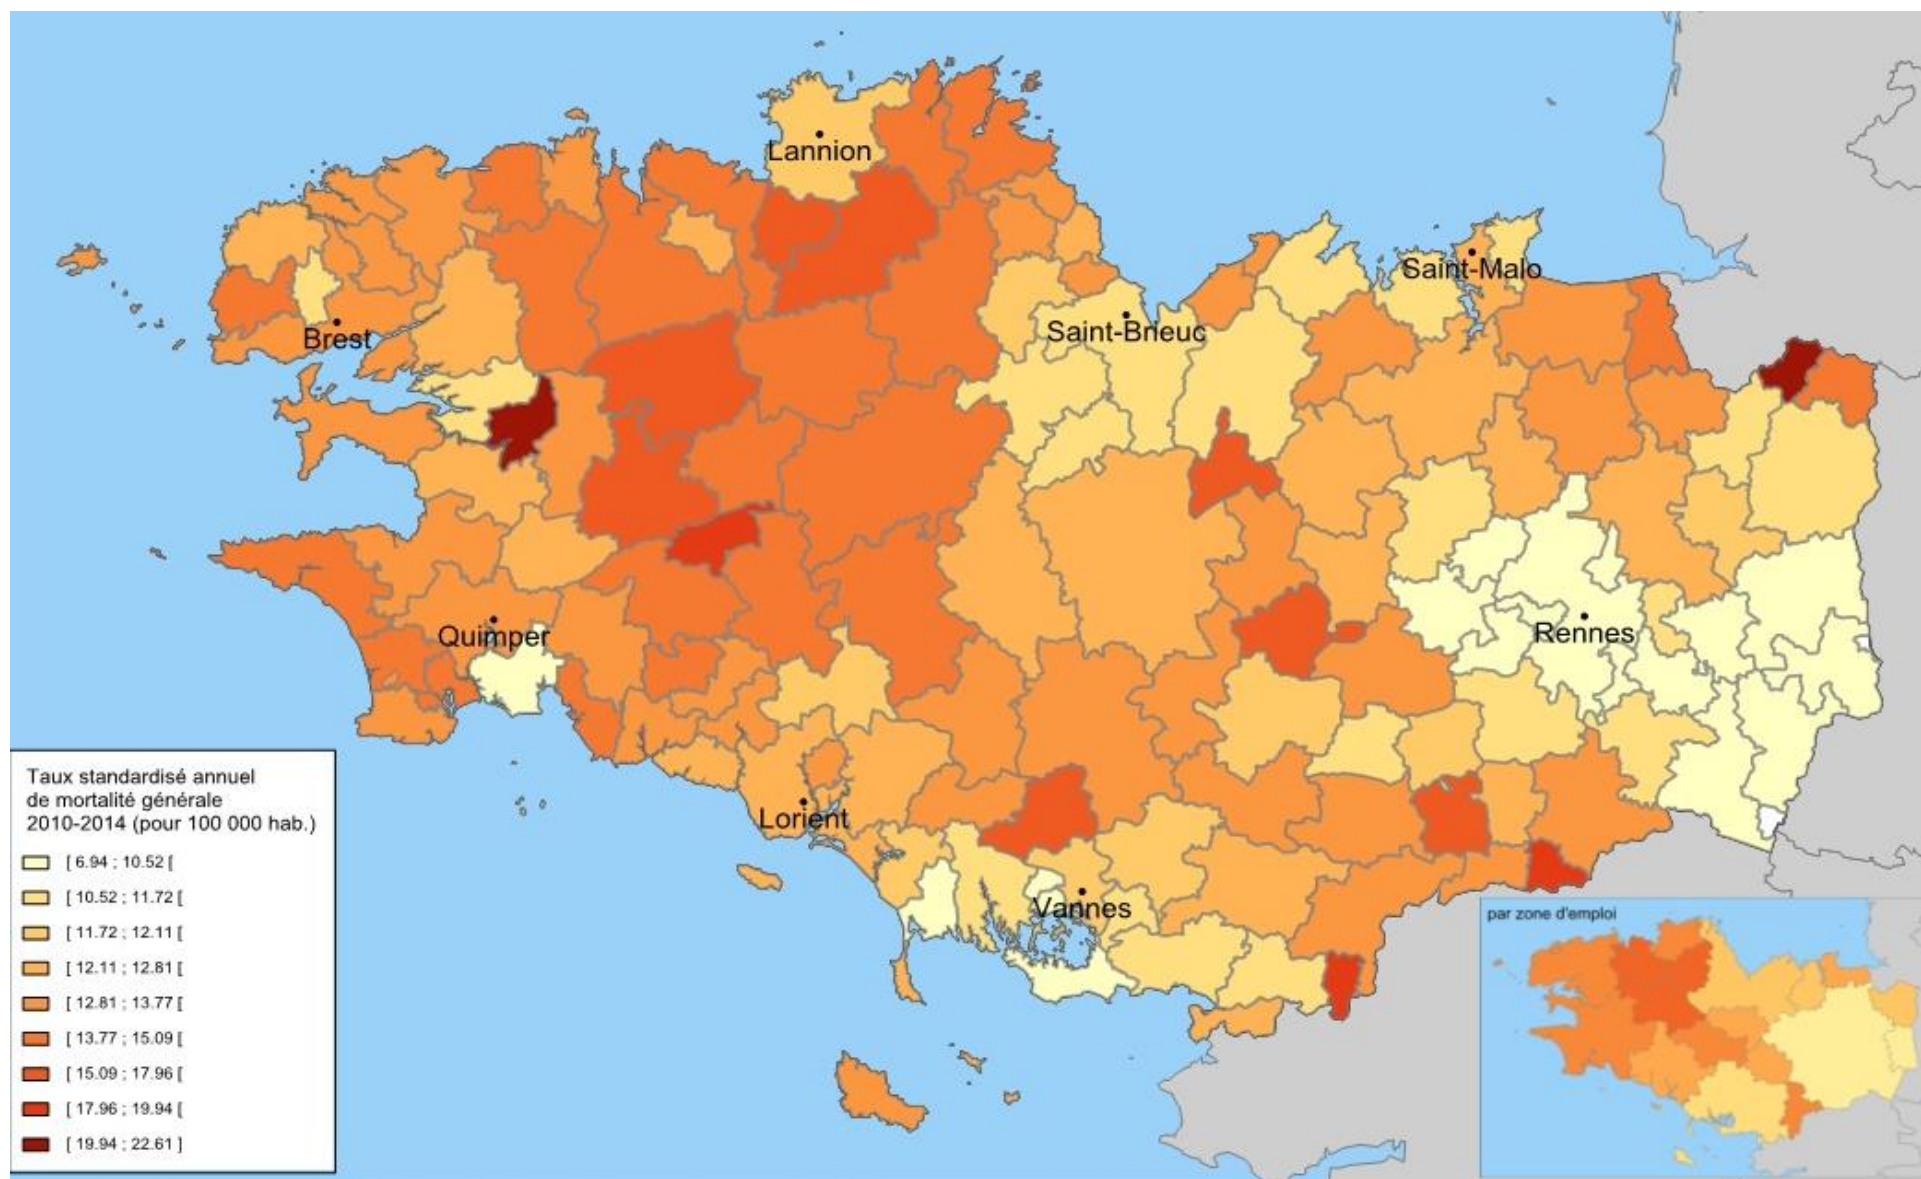 Lannion
Saint-Malo
Brest
Saint-Brieuc
Quimper
Rennes
Lorient
Vannes
Taux standardisé annuel
de mortalité générale
2010-2014 (pour 100 000 hab.)
[ 6.94 ; 10.52 [
[ 10.52 ; 11.72 [
[ 11.72 ; 12.11 [
[ 12.11 ; 12.81 [
[ 12.81 ; 13.77 [
[ 13.77 ; 15.09 [
[ 15.09 ; 17.96 [
[ 17.96 ; 19.94 [
[ 19.94 ; 22.61 ]
par zone d'emploi